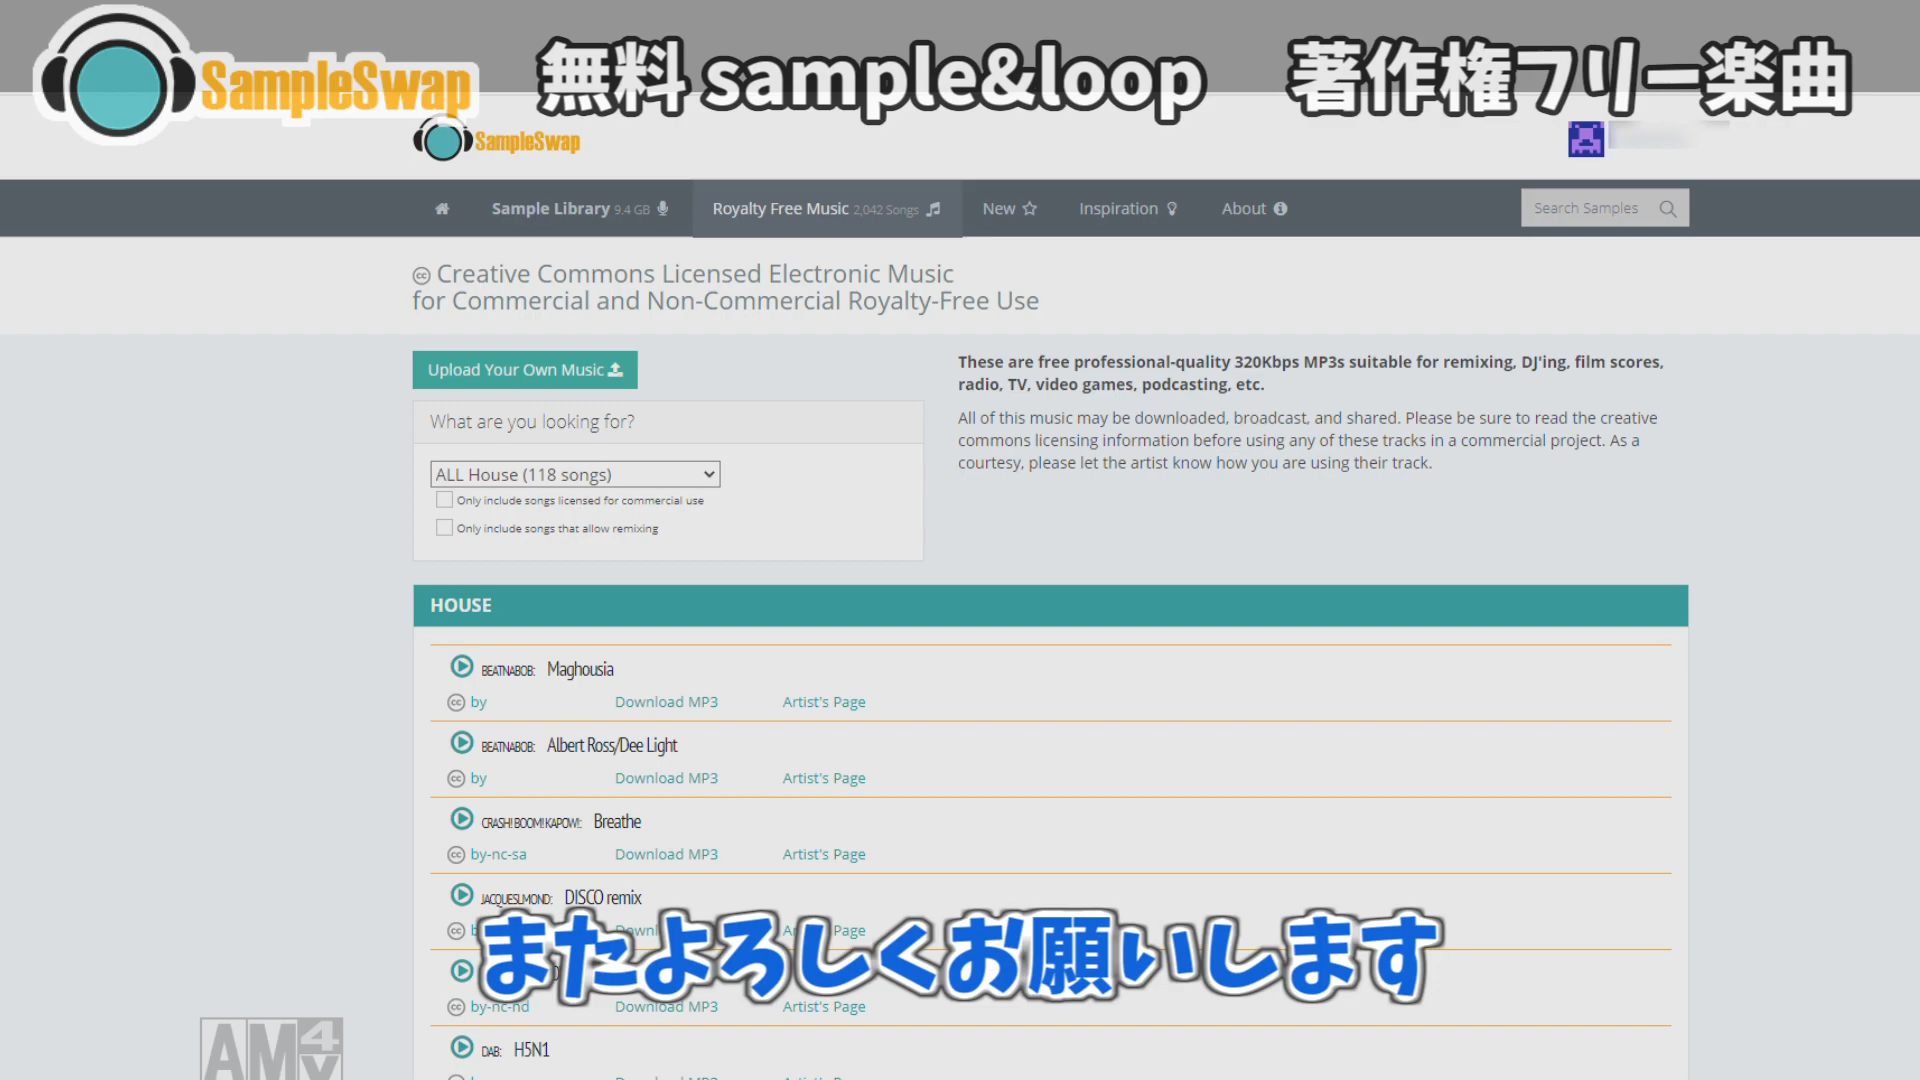 SampleSwap 無料 sample&loop 著作権フリー楽曲
SampleSwap
Sample Library 9.4 GB Royalty Free Music 2,042 Songs New Inspiration About Search Samples
cc Creative Commons Licensed Electronic Music
for Commercial and Non-Commercial Royalty-Free Use
Upload Your Own Music
What are you looking for?
ALL House (118 songs)
Only include songs licensed for commercial use
Only include songs that allow remixing
These are free professional-quality 320Kbps MP3s suitable for remixing, DJ'ing, film scores,
radio, TV, video games, podcasting, etc.
All of this music may be downloaded, broadcast, and shared. Please be sure to read the creative
commons licensing information before using any of these tracks in a commercial project. As a
courtesy, please let the artist know how you are using their track.
HOUSE
BEATNABOB: Maghousia
cc by Download MP3 Artist's Page
BEATNABOB: Albert Ross/Dee Light
cc by Download MP3 Artist's Page
CRASH!BOOM!KAPOW!: Breathe
cc by-nc-sa Download MP3 Artist's Page
JACQUESLMOND: DISCO remix
またよろしくお願いします
cc by-nc-nd Download MP3 Artist's Page
DAB: H5N1
AM4V